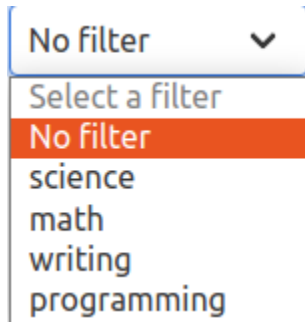 No filter
Select a filter
No filter
science
math
writing
programming